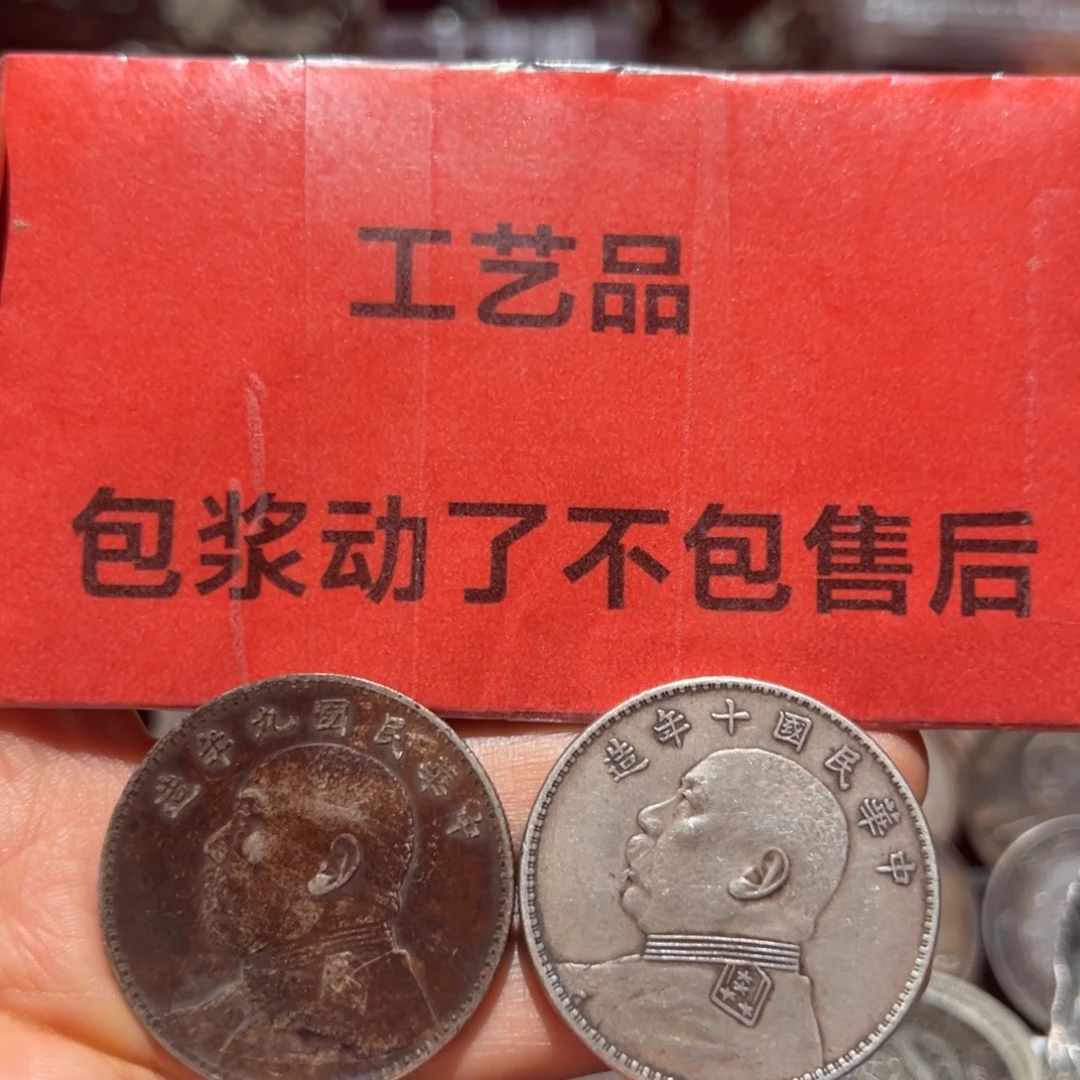 工艺品
包浆动了不包售后
造年九國民華中
造年十國民華中